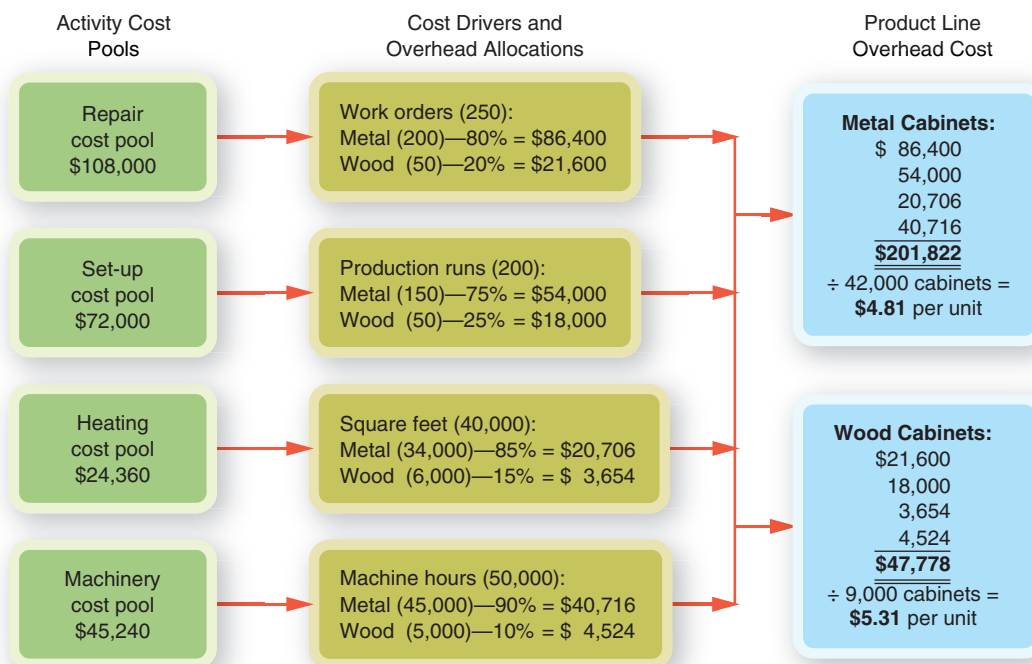 Activity Cost
Pools
Cost Drivers and
Overhead Allocations
Product Line
Overhead Cost
Repair
cost pool
$108,000
Work orders (250):
Metal (200)—80% = $86,400
Wood (50)—20% = $21,600
Set-up
cost pool
$72,000
Production runs (200):
Metal (150)—75% = $54,000
Wood (50)—25% = $18,000
Heating
cost pool
$24,360
Square feet (40,000):
Metal (34,000)—85% = $20,706
Wood (6,000)—15% = $ 3,654
Machinery
cost pool
$45,240
Machine hours (50,000):
Metal (45,000)—90% = $40,716
Wood (5,000)—10% = $ 4,524
Metal Cabinets:
$ 86,400
54,000
20,706
40,716
$201,822
÷ 42,000 cabinets =
$4.81 per unit
Wood Cabinets:
$21,600
18,000
3,654
4,524
$47,778
÷ 9,000 cabinets =
$5.31 per unit